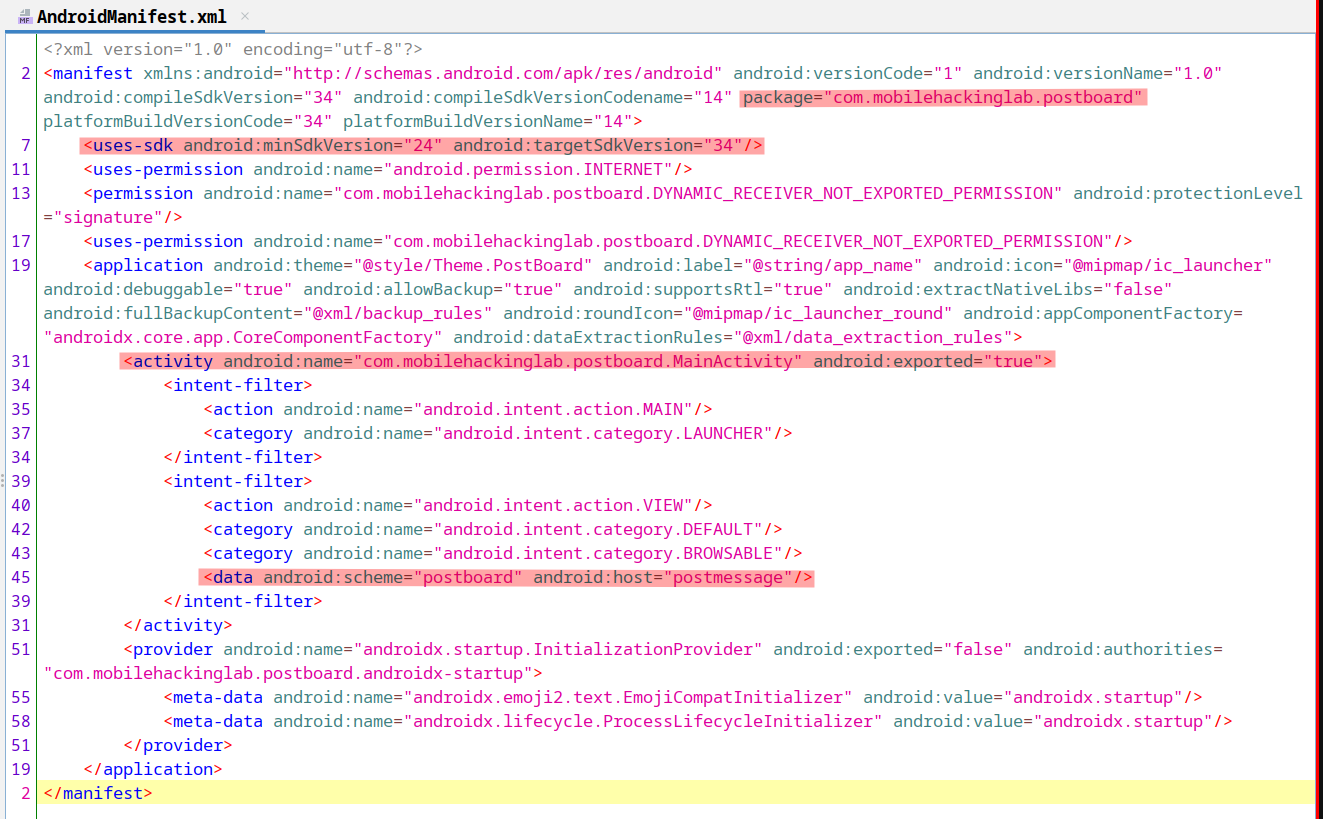 AndroidManifest.xml ×
<?xml version="1.0" encoding="utf-8"?>
2 <manifest xmlns:android="http://schemas.android.com/apk/res/android" android:versionCode="1" android:versionName="1.0"
android:compileSdkVersion="34" android:compileSdkVersionCodename="14" package="com.mobilehackinglab.postboard"
platformBuildVersionCode="34" platformBuildVersionName="14">
7 <uses-sdk android:minSdkVersion="24" android:targetSdkVersion="34"/>
11 <uses-permission android:name="android.permission.INTERNET"/>
13 <permission android:name="com.mobilehackinglab.postboard.DYNAMIC_RECEIVER_NOT_EXPORTED_PERMISSION" android:protectionLevel
="signature"/>
17 <uses-permission android:name="com.mobilehackinglab.postboard.DYNAMIC_RECEIVER_NOT_EXPORTED_PERMISSION"/>
19 <application android:theme="@style/Theme.PostBoard" android:label="@string/app_name" android:icon="@mipmap/ic_launcher"
android:debuggable="true" android:allowBackup="true" android:supportsRtl="true" android:extractNativeLibs="false"
android:fullBackupContent="@xml/backup_rules" android:roundIcon="@mipmap/ic_launcher_round" android:appComponentFactory=
"androidx.core.app.CoreComponentFactory" android:dataExtractionRules="@xml/data_extraction_rules">
31 <activity android:name="com.mobilehackinglab.postboard.MainActivity" android:exported="true">
34 <intent-filter>
35 <action android:name="android.intent.action.MAIN"/>
37 <category android:name="android.intent.category.LAUNCHER"/>
34 </intent-filter>
39 <intent-filter>
40 <action android:name="android.intent.action.VIEW"/>
42 <category android:name="android.intent.category.DEFAULT"/>
43 <category android:name="android.intent.category.BROWSABLE"/>
45 <data android:scheme="postboard" android:host="postmessage"/>
39 </intent-filter>
31 </activity>
51 <provider android:name="androidx.startup.InitializationProvider" android:exported="false" android:authorities=
"com.mobilehackinglab.postboard.androidx-startup">
55 <meta-data android:name="androidx.emoji2.text.EmojiCompatInitializer" android:value="androidx.startup"/>
58 <meta-data android:name="androidx.lifecycle.ProcessLifecycleInitializer" android:value="androidx.startup"/>
51 </provider>
19 </application>
2 </manifest>